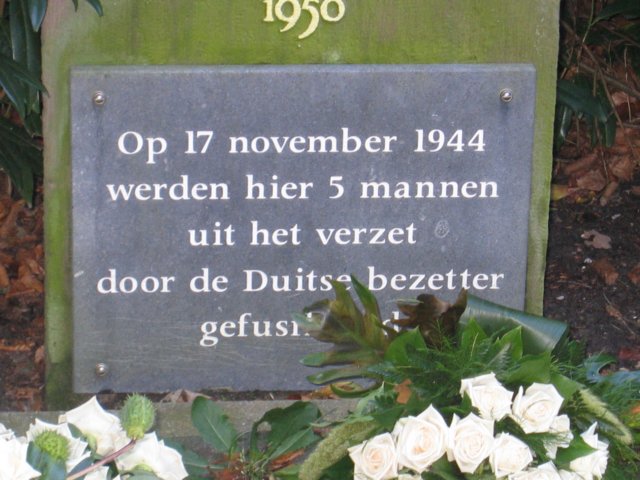 1950
Op 17 november 1944
werden hier 5 mannen
uit het verzet
door de Duitse bezetter